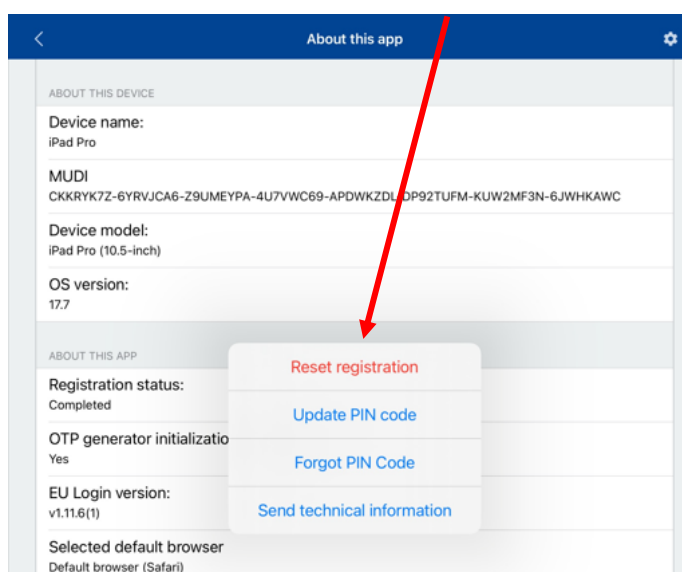 About this app
ABOUT THIS DEVICE
Device name:
iPad Pro
MUDI
CKKRYK7Z-6YRVJCA6-Z9UMEYPA-4U7VWC69-APDWKZDL DP92TUFM-KUW2MF3N-6JWHKAWC
Device model:
iPad Pro (10.5-inch)
OS version:
17.7
ABOUT THIS APP
Registration status:
Completed
OTP generator initializatio
Yes
EU Login version:
v1.11.6(1)
Selected default browser
Default browser (Safari)
Reset registration
Update PIN code
Forgot PIN Code
Send technical information